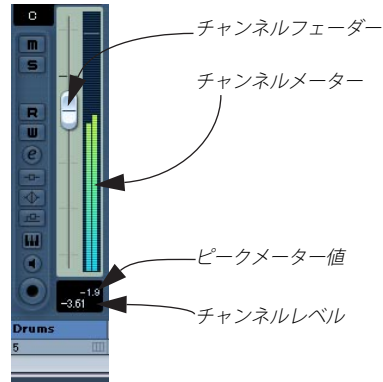 C
m
S
R
W
e
チャンネルフェーダー
チャンネルメーター
ピークメーター値
チャンネルレベル
-1.9
-3.61
Drums
5